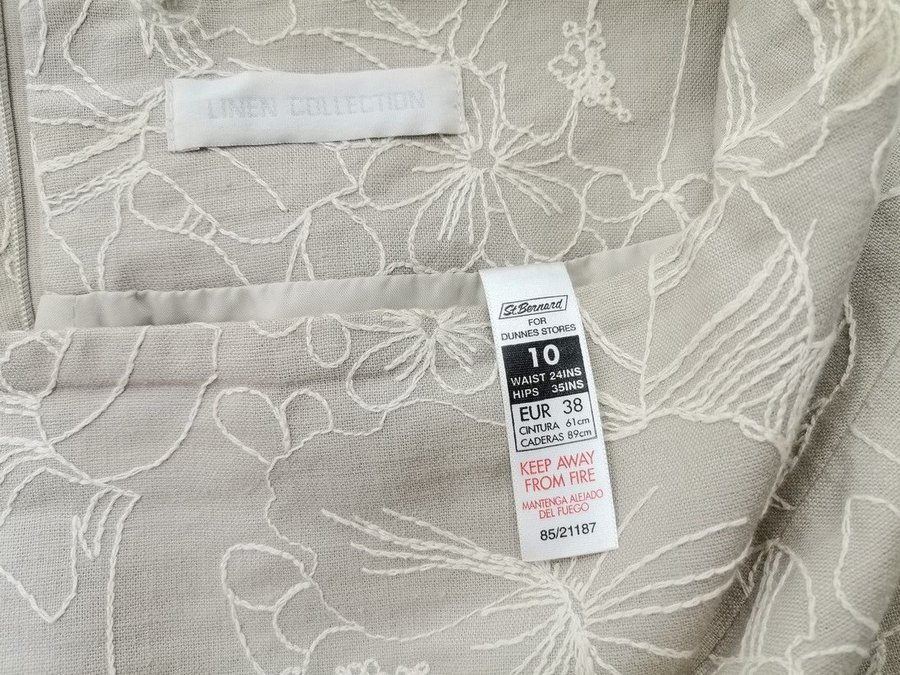 LINEN COLLECTION
St Bernard
FOR
DUNNES STORES
10
WAIST 24INS
HIPS 35INS
EUR 38
CINTURA 61cm
CADERAS 89cm
KEEP AWAY
FROM FIRE
MANTENGA ALEJADO
DEL FUEGO
85/21187